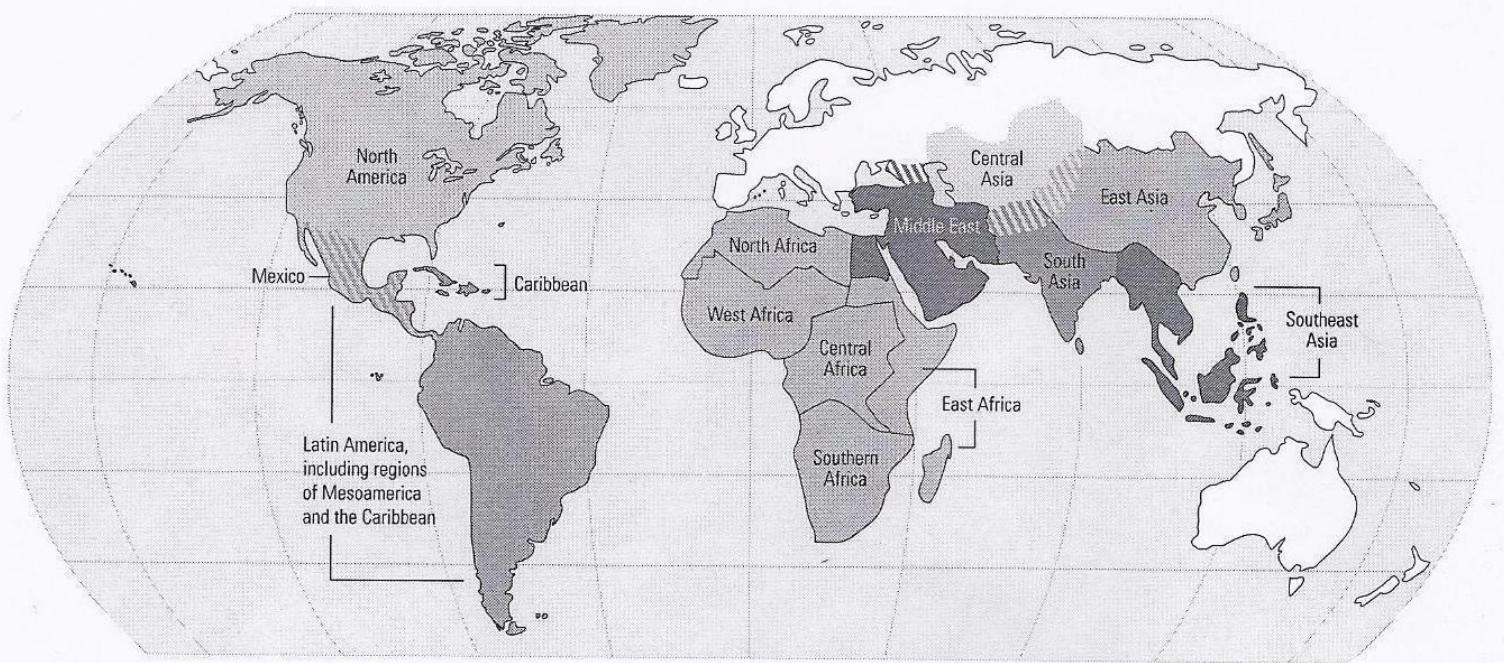 North
America
Mexico
Caribbean
Latin America,
including regions
of Mesoamerica
and the Caribbean
North Africa
West Africa
Central
Africa
East Africa
Southern
Africa
Middle East
Central
Asia
East Asia
South
Asia
Southeast
Asia